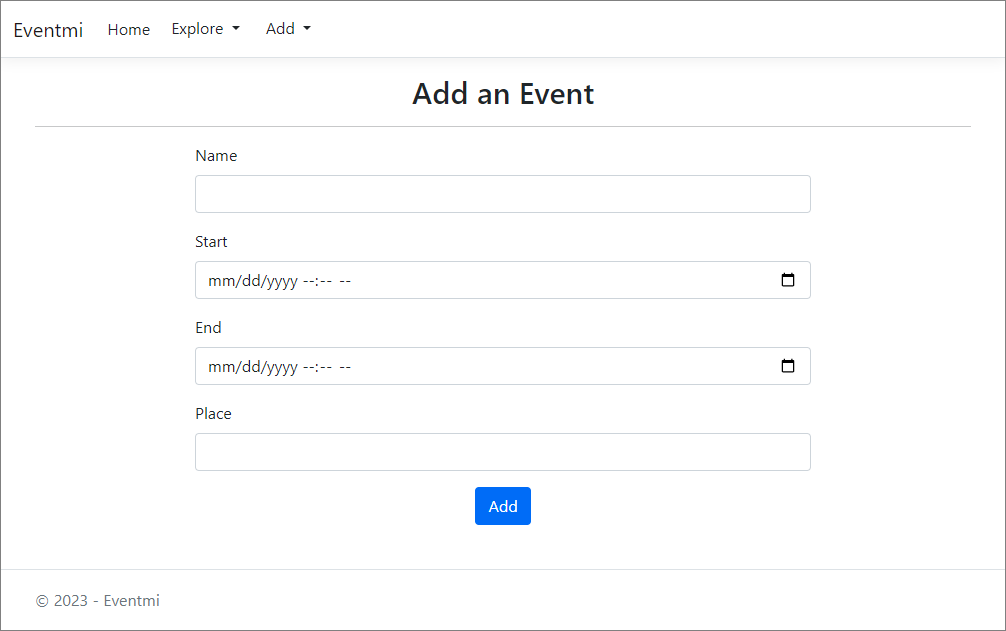 Eventmi Home Explore Add
Add an Event
Name
Start
mm/dd/yyyy --:-- --
End
mm/dd/yyyy --:-- --
Place
Add
© 2023 - Eventmi